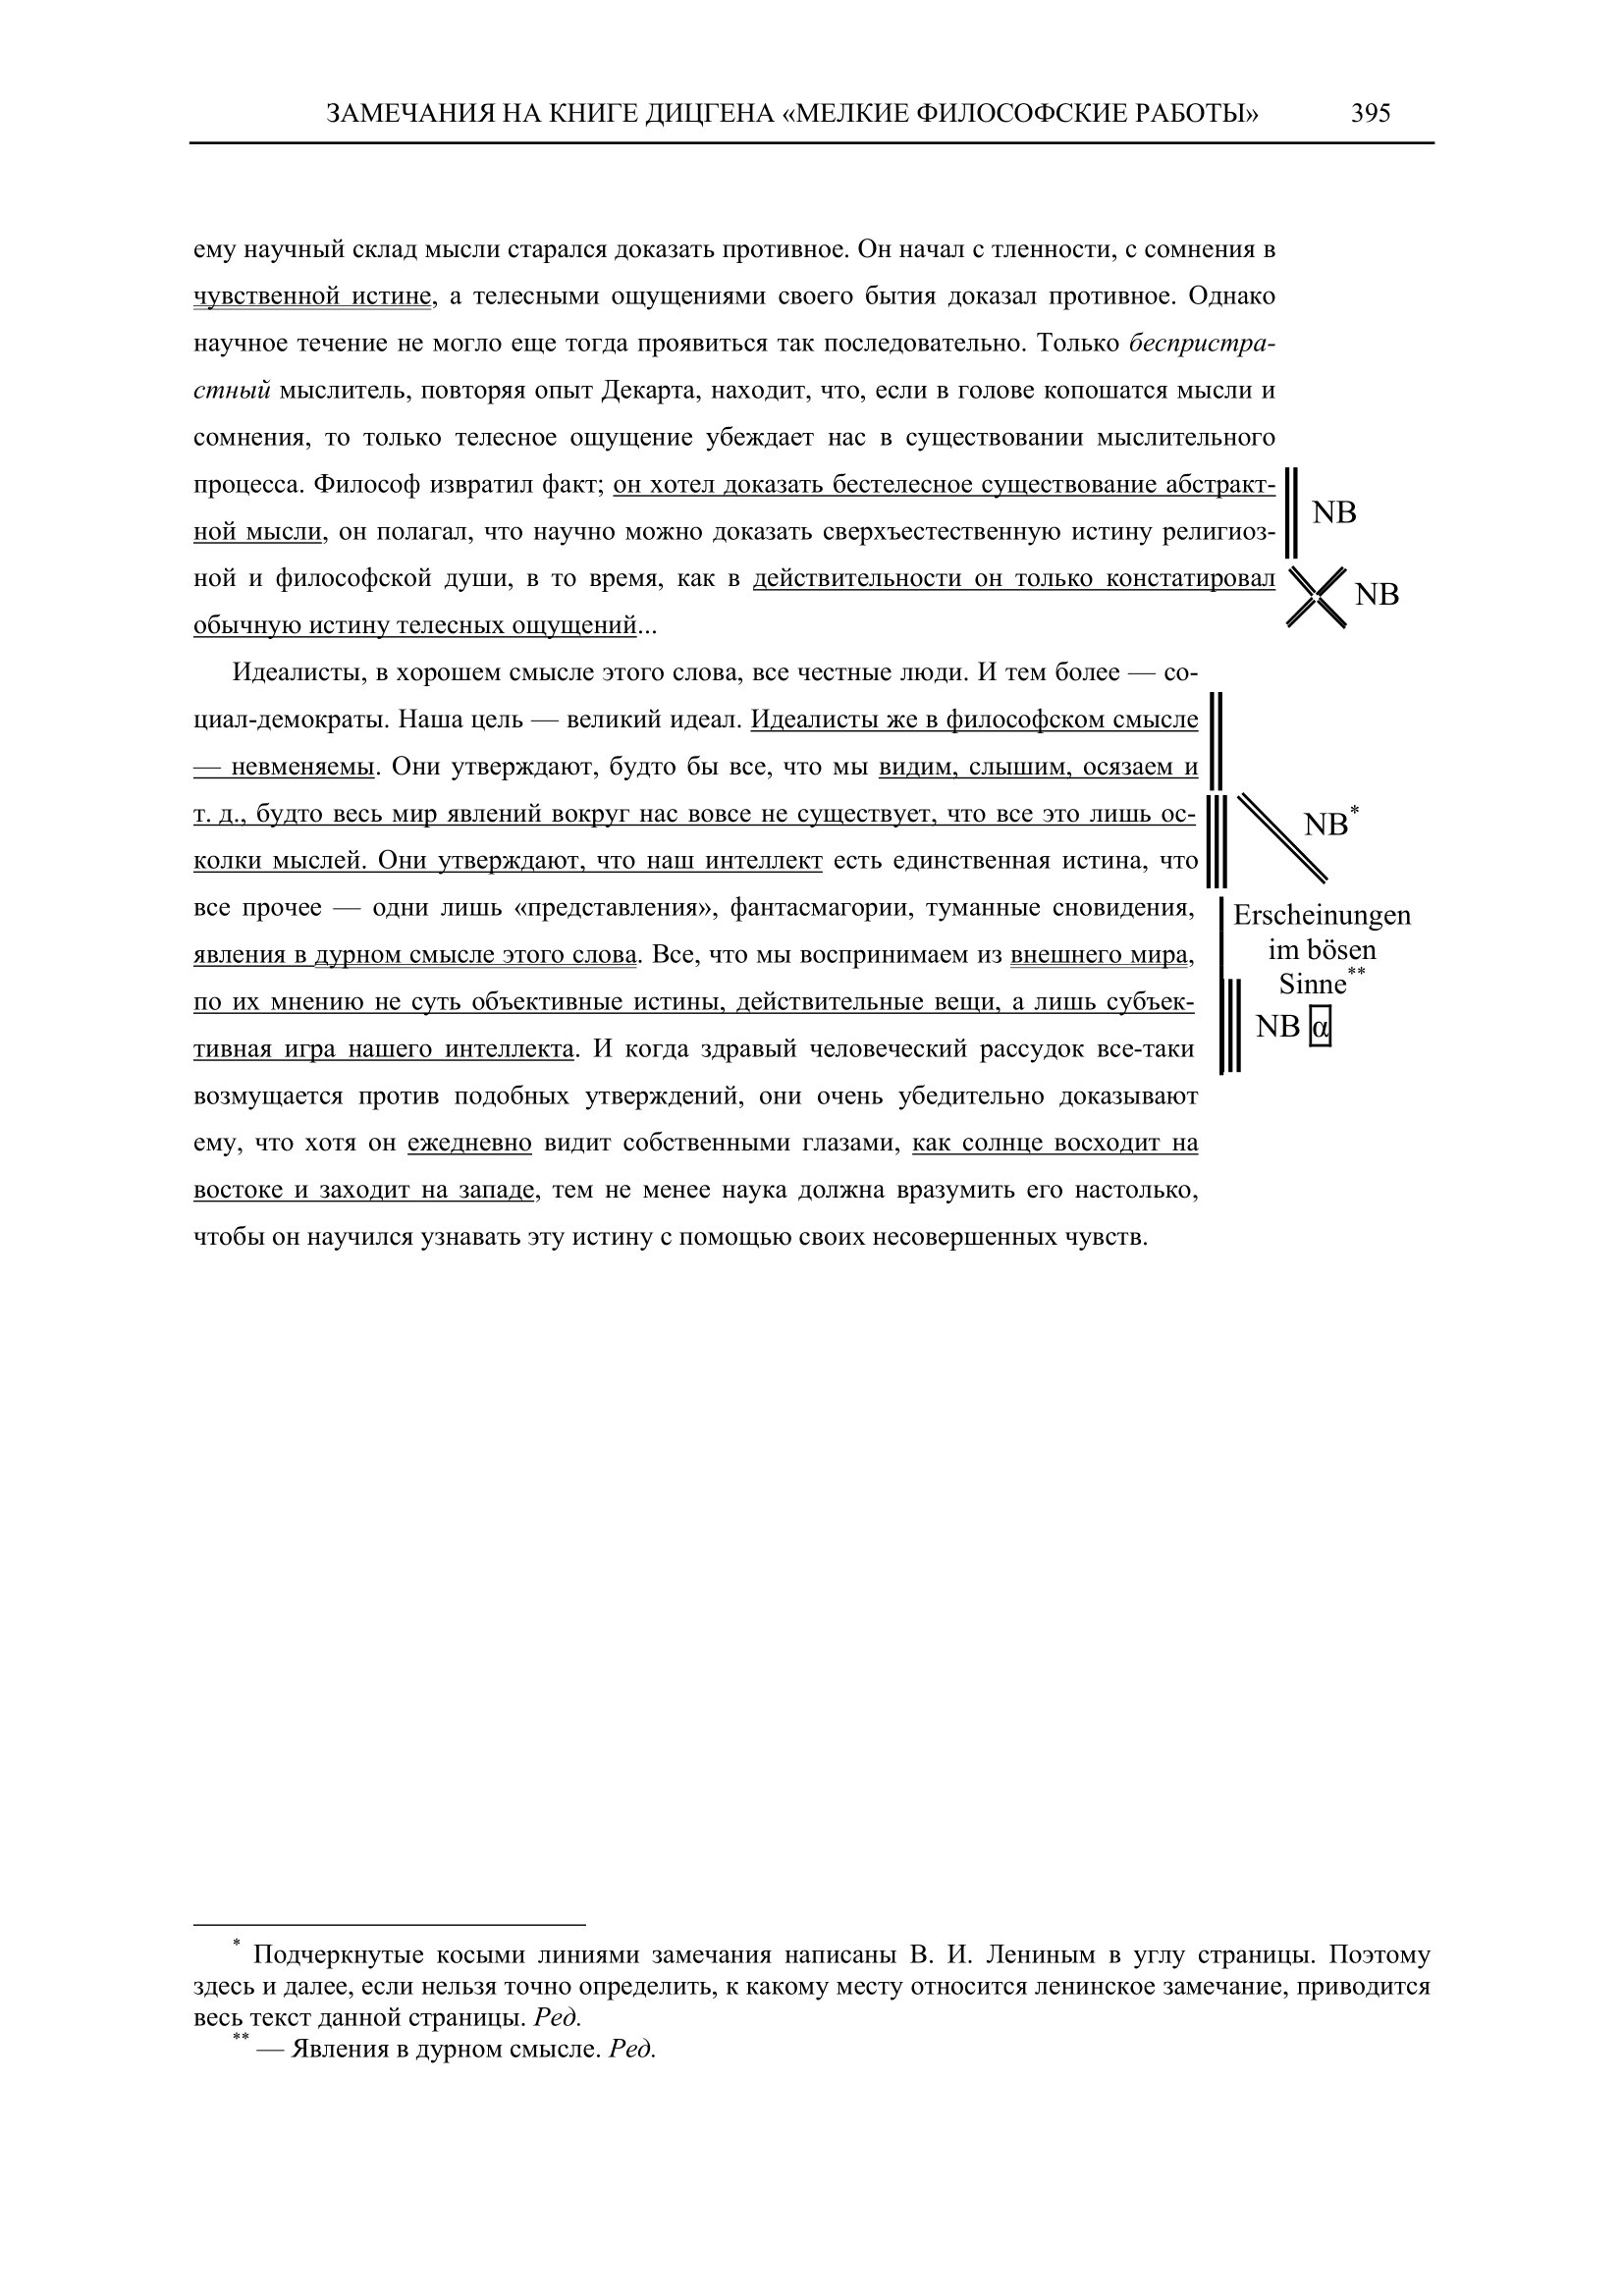 ЗАМЕЧАНИЯ НА КНИГЕ ДИЦГЕНА «МЕЛКИЕ ФИЛОСОФСКИЕ РАБОТЫ» 395
ему научный склад мысли старался доказать противное. Он начал с тленности, с сомнения в
чувственной истине, а телесными ощущениями своего бытия доказал противное. Однако
научное течение не могло еще тогда проявиться так последовательно. Только беспристра-
стный мыслитель, повторяя опыт Декарта, находит, что, если в голове копошатся мысли и
сомнения, то только телесное ощущение убеждает нас в существовании мыслительного
процесса. Философ извратил факт; он хотел доказать бестелесное существование абстракт-
ной мысли, он полагал, что научно можно доказать сверхъестественную истину религиоз-
NB
ной и философской души, в то время, как в действительности он только констатировал
NB
обычную истину телесных ощущений...
Идеалисты, в хорошем смысле этого слова, все честные люди. И тем более — со-
циал-демократы. Наша цель — великий идеал. Идеалисты же в философском смысле
— невменяемы. Они утверждают, будто бы все, что мы видим, слышим, осязаем и
т. д., будто весь мир явлений вокруг нас вовсе не существует, что все это лишь ос-
NB*
колки мыслей. Они утверждают, что наш интеллект есть единственная истина, что
все прочее — одни лишь «представления», фантасмагории, туманные сновидения,
явления в дурном смысле этого слова. Все, что мы воспринимаем из внешнего мира,
Erscheinungen
im bösen
Sinne**
по их мнению не суть объективные истины, действительные вещи, а лишь субъек-
NB α
тивная игра нашего интеллекта. И когда здравый человеческий рассудок все-таки
возмущается против подобных утверждений, они очень убедительно доказывают
ему, что хотя он ежедневно видит собственными глазами, как солнце восходит на
востоке и заходит на западе, тем не менее наука должна вразумить его настолько,
чтобы он научился узнавать эту истину с помощью своих несовершенных чувств.
* Подчеркнутые косыми линиями замечания написаны В. И. Лениным в углу страницы. Поэтому
здесь и далее, если нельзя точно определить, к какому месту относится ленинское замечание, приводится
весь текст данной страницы. Ред.
** — Явления в дурном смысле. Ред.